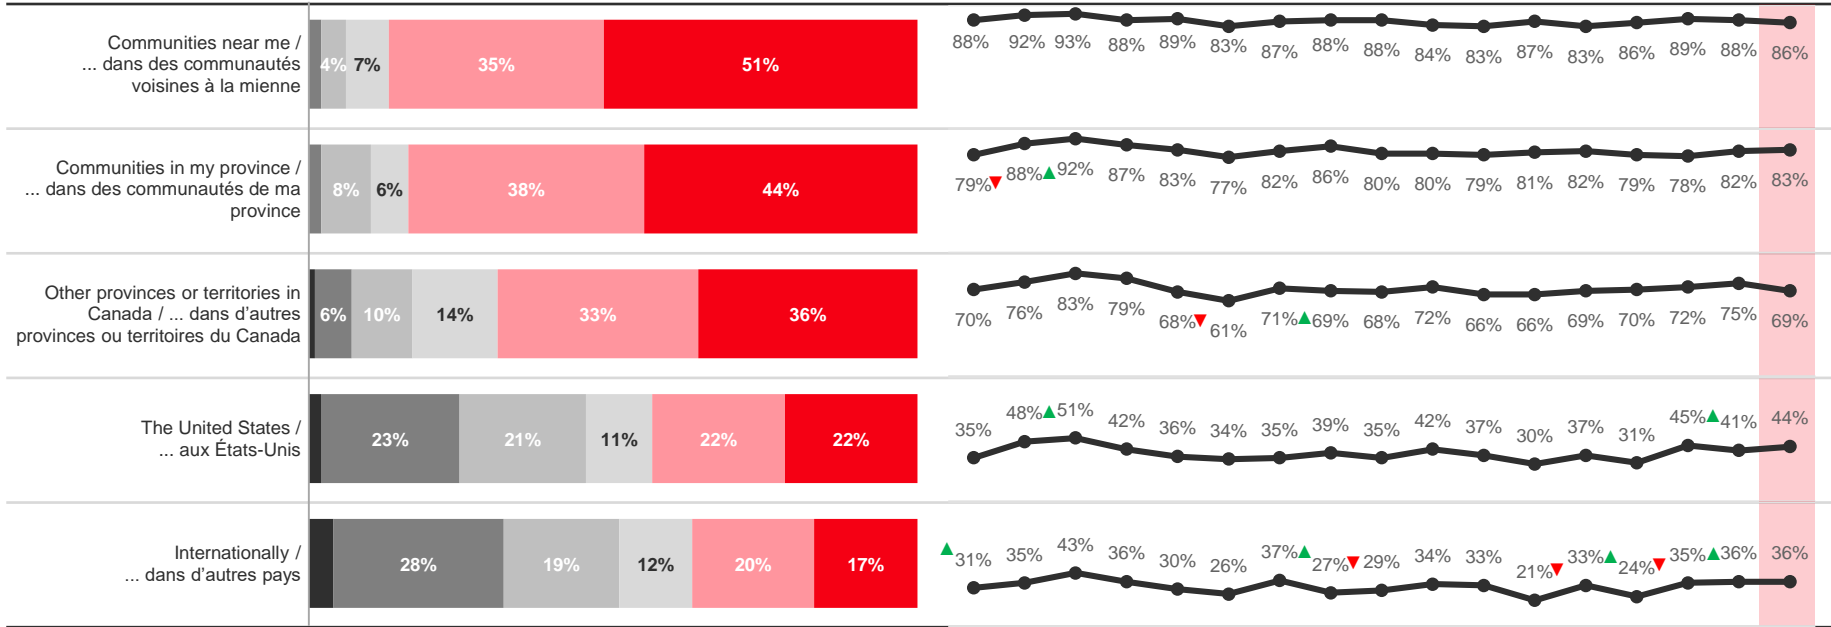 Communities near me /
... dans des communautés
voisines à la mienne
4% 7% 35% 51%
88% 92% 93% 88% 89% 83% 87% 88% 88% 84% 83% 87% 83% 86% 89% 88% 86%
Communities in my province /
... dans des communautés de ma
province
8% 6% 38% 44%
79% 88% 92% 87% 83% 77% 82% 86% 80% 80% 79% 81% 82% 79% 78% 82% 83%
Other provinces or territories in
Canada / ... dans d'autres
provinces ou territoires du Canada
6% 10% 14% 33% 36%
70% 76% 83% 79% 68% 61% 71% 69% 68% 72% 66% 66% 69% 70% 72% 75% 69%
The United States /
... aux États-Unis
23% 21% 11% 22% 22%
35% 48% 51% 42% 36% 34% 35% 39% 35% 42% 37% 30% 37% 31% 45% 41% 44%
Internationally /
... dans d'autres pays
28% 19% 12% 20% 17%
31% 35% 43% 36% 30% 26% 37% 27% 29% 34% 33% 21% 33% 24% 35% 36% 36%